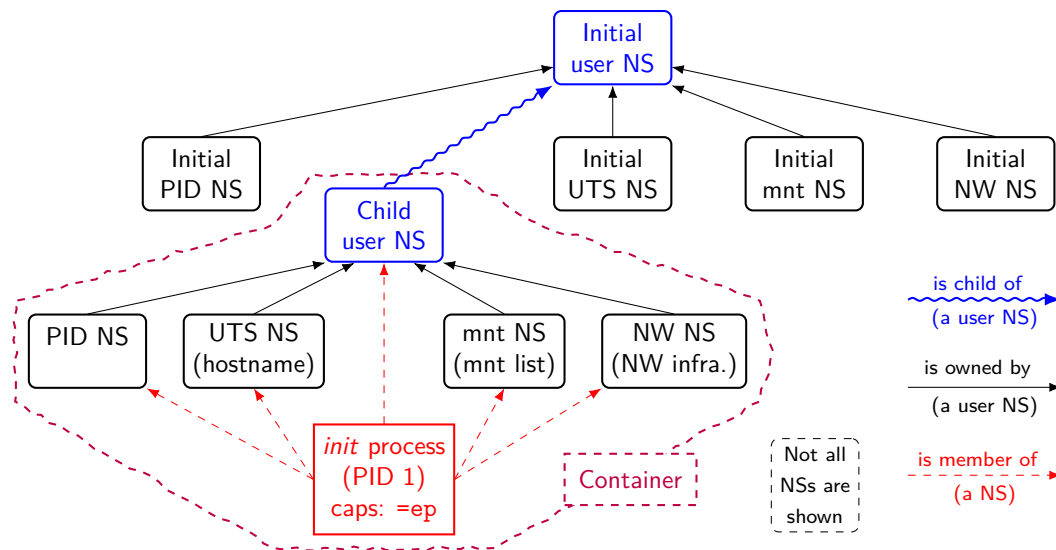 Initial
user NS
Initial
PID NS
Initial
UTS NS
Initial
mnt NS
Initial
NW NS
Child
user NS
PID NS
UTS NS
(hostname)
mnt NS
(mnt list)
NW NS
(NW infra.)
init process
(PID 1)
caps: =ep
Container
Not all
NSs are
shown
is child of
(a user NS)
is owned by
(a user NS)
is member of
(a NS)